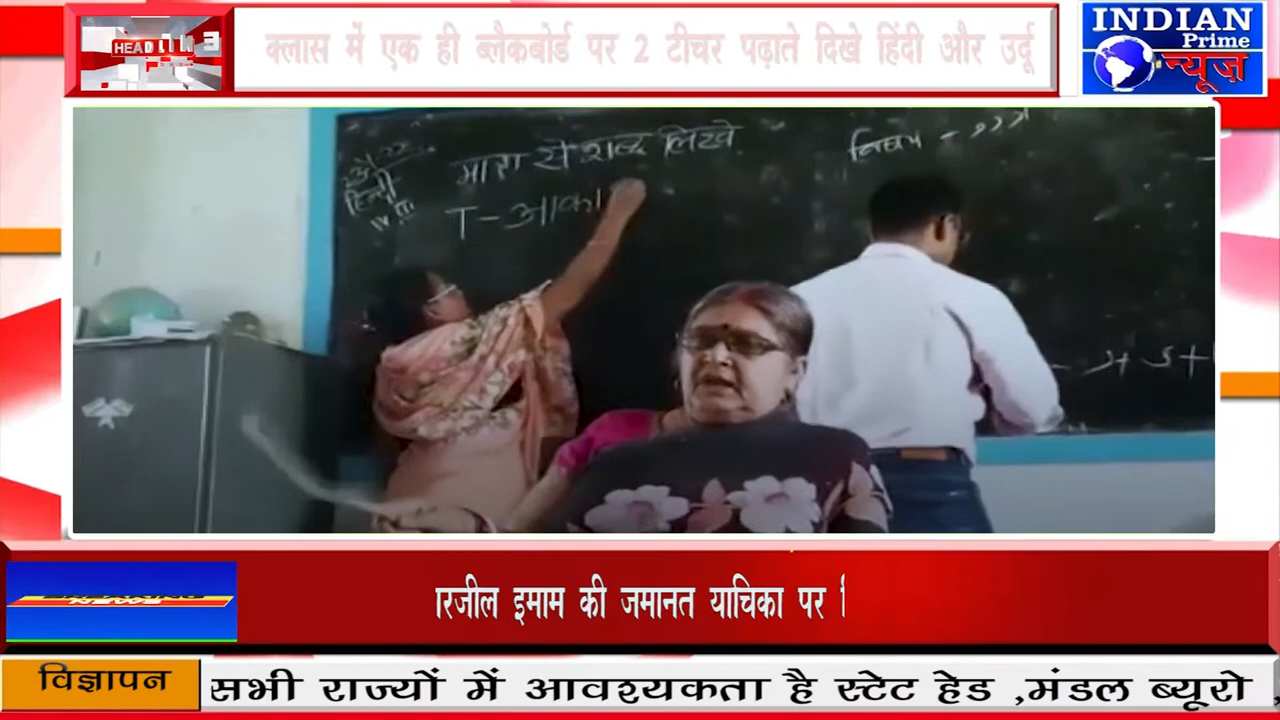 HEADLINE
क्लास में एक ही ब्लैकबोर्ड पर 2 टीचर पढ़ाते दिखे हिंदी और उर्दू
INDIAN
Prime
न्यूज़
मात्रा से शब्द लिखे
हिन्दी
T - आका
विषय -
NEWS
रजील इमाम की जमानत याचिका पर
विज्ञापन
सभी राज्यों में आवश्यकता है स्टेट हेड ,मंडल ब्यूरो ,